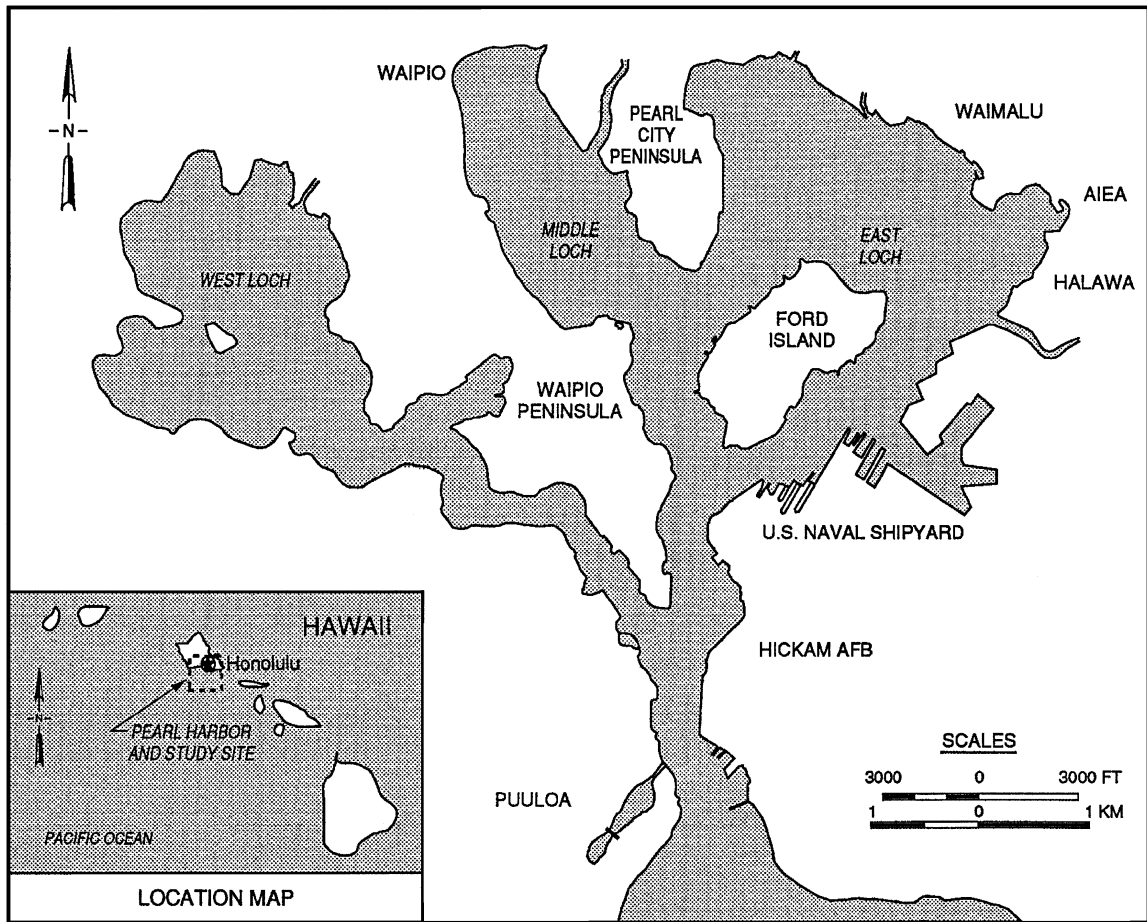 WAIPIO
-N-
PEARL
CITY
PENINSULA
WAIMALU
AIEA
MIDDLE
LOCH
EAST
LOCH
WEST LOCH
HALAWA
FORD
ISLAND
WAIPIO
PENINSULA
U.S. NAVAL SHIPYARD
HICKAM AFB
PUULOA
SCALES
3000 0 3000 FT
1 0 1 KM
HAWAII
Honolulu
-N-
PEARL HARBOR
AND STUDY SITE
PACIFIC OCEAN
LOCATION MAP